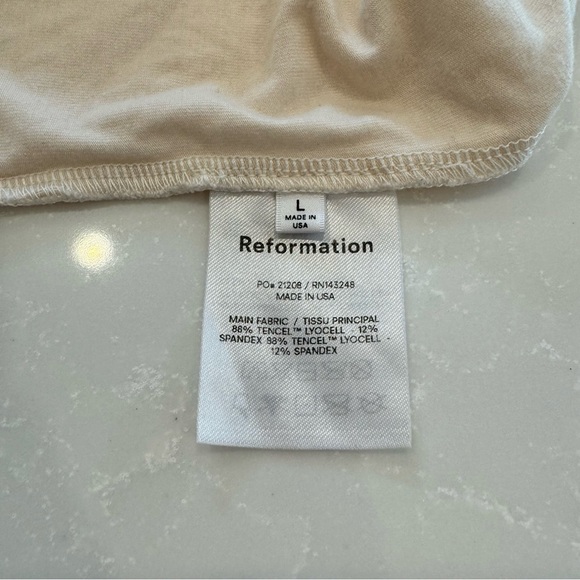 L
MADE IN
USA
Reformation
PO# 21208 / RN143248
MADE IN USA
MAIN FABRIC / TISSU PRINCIPAL
88% TENCEL™ LYOCELL - 12%
SPANDEX 88% TENCEL™ LYOCELL -
12% SPANDEX